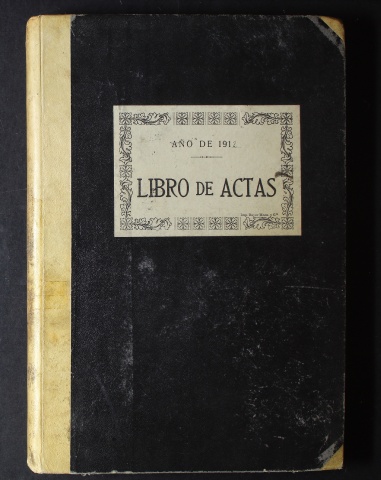 AÑO DE 191
LIBRO DE ACTAS